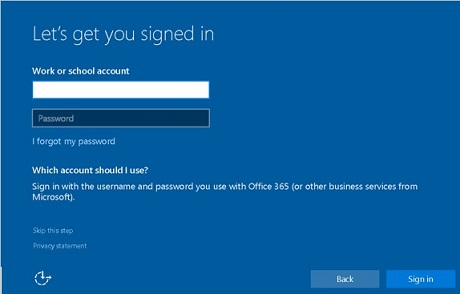 Let's get you signed in
Work or school account
Password
I forgot my password
Which account should I use?
Sign in with the username and password you use with Office 365 (or other business services from
Microsoft).
Skip this step
Privacy statement
Back
Sign in